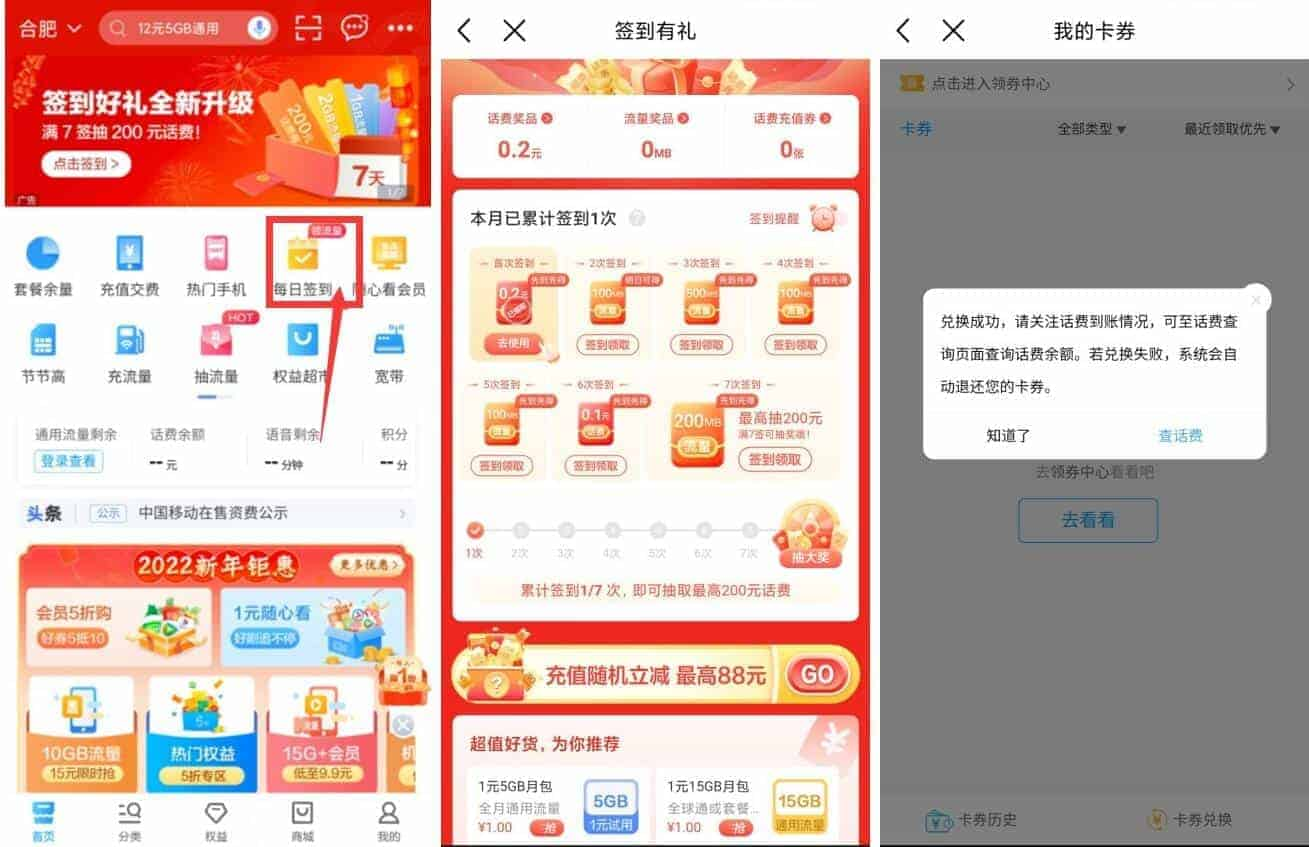 合肥
12元5GB通用
签到好礼全新升级
满 7 签抽 200 元话费!
点击签到 >
200元
2GB
1GB
7天
1/7
广告
领流量
套餐余量
充值交费
热门手机
每日签到
随心看会员
HOT
节节高
充流量
抽流量
权益超市
宽带
通用流量剩余
话费余额
语音剩余
积分
登录查看
--元
--分钟
--分
头条
公示
中国移动在售资费公示
2022新年钜惠
更多优惠>
会员5折购
好券5抵10
1元随心看
好剧追不停
10GB流量
15元限时抢
热门权益
5折专区
15G+会员
低至9.9元
首页
分类
权益
商城
我的
签到有礼
话费奖品
流量奖品
话费充值券
0.2元
0MB
0张
本月已累计签到1次
签到提醒
首次签到
2次签到
3次签到
4次签到
先到先得
明日可得
先到先得
先到先得
0.2元
100MB
流量
500MB
流量
100MB
流量
去使用
签到领取
签到领取
签到领取
5次签到
6次签到
7次签到
先到先得
先到先得
先到先得
100MB
流量
0.1元
话费
200MB
流量
最高抽200元
满7签可抽奖哦!
签到领取
签到领取
签到领取
1次
2次
3次
4次
5次
6次
7次
抽大奖
累计签到1/7 次，即可抽取最高200元话费
充值随机立减 最高88元
GO
超值好货，为你推荐
1元5GB月包
全月通用流量
¥1.00
抢
5GB
1元试用
1元15GB月包
全球通或套餐...
¥1.00
抢
15GB
通用流量
我的卡券
点击进入领券中心
卡券
全部类型▼
最近领取优先▼
兑换成功，请关注话费到账情况，可至话费查
询页面查询话费余额。若兑换失败，系统会自
动退还您的卡券。
知道了
查话费
去领券中心看看吧
去看看
卡券历史
卡券兑换